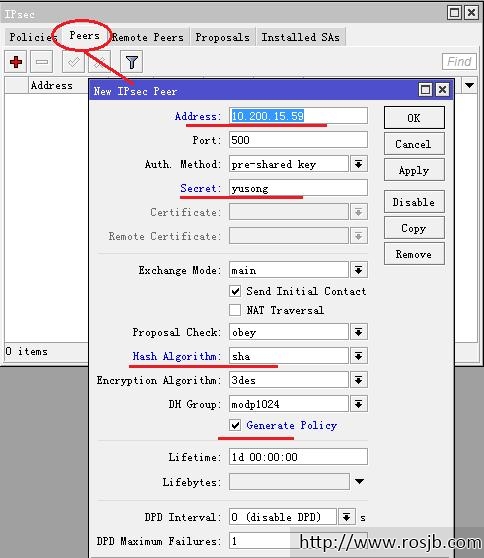 IPsec
Policies Peers Remote Peers Proposals Installed SAs
Find
Address
New IPsec Peer
Address: 10.200.15.59
OK
Port: 500
Cancel
Auth. Method: pre-shared key
Apply
Secret: yusong
Disable
Certificate:
Copy
Remote Certificate:
Remove
Exchange Mode: main
Send Initial Contact
NAT Traversal
Proposal Check: obey
0 items
Hash Algorithm: sha
Encryption Algorithm: 3des
DH Group: modp1024
Generate Policy
Lifetime: 1d 00:00:00
Lifebytes:
DPD Interval: 0 (disable DPD) s
DPD Maximum Failures: 1
http://www.rosjb.com